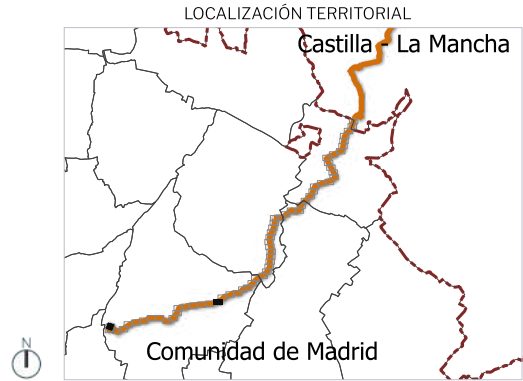 LOCALIZACIÓN TERRITORIAL
Castilla - La Mancha
Comunidad de Madrid
N